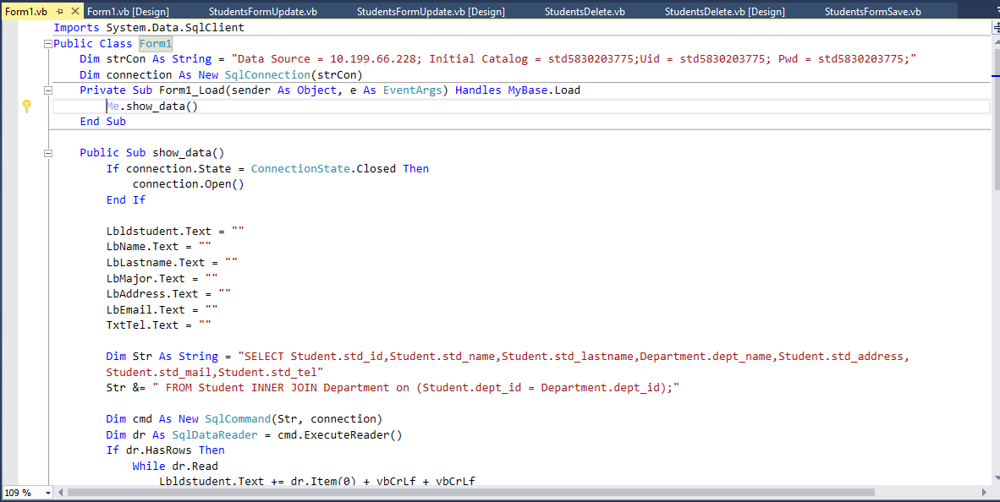 Form1.vb Form1.vb [Design] StudentsFormUpdate.vb StudentsFormUpdate.vb [Design] StudentsDelete.vb StudentsDelete.vb [Design] StudentsFormSave.vb
Imports System.Data.SqlClient
Public Class Form1
Dim strCon As String = "Data Source = 10.199.66.228; Initial Catalog = std5830203775;Uid = std5830203775; Pwd = std5830203775;"
Dim connection As New SqlConnection(strCon)
Private Sub Form1_Load(sender As Object, e As EventArgs) Handles MyBase.Load
Me.show_data()
End Sub
Public Sub show_data()
If connection.State = ConnectionState.Closed Then
connection.Open()
End If
Lbldstudent.Text = ""
LbName.Text = ""
LbLastname.Text = ""
LbMajor.Text = ""
LbAddress.Text = ""
LbEmail.Text = ""
TxtTel.Text = ""
Dim Str As String = "SELECT Student.std_id,Student.std_name,Student.std_lastname,Department.dept_name,Student.std_address,
Student.std_mail,Student.std_tel"
Str &= " FROM Student INNER JOIN Department on (Student.dept_id = Department.dept_id);"
Dim cmd As New SqlCommand(Str, connection)
Dim dr As SqlDataReader = cmd.ExecuteReader()
If dr.HasRows Then
While dr.Read
Lbldstudent.Text += dr.Item(0) + vbCrLf + vbCrLf
109 %